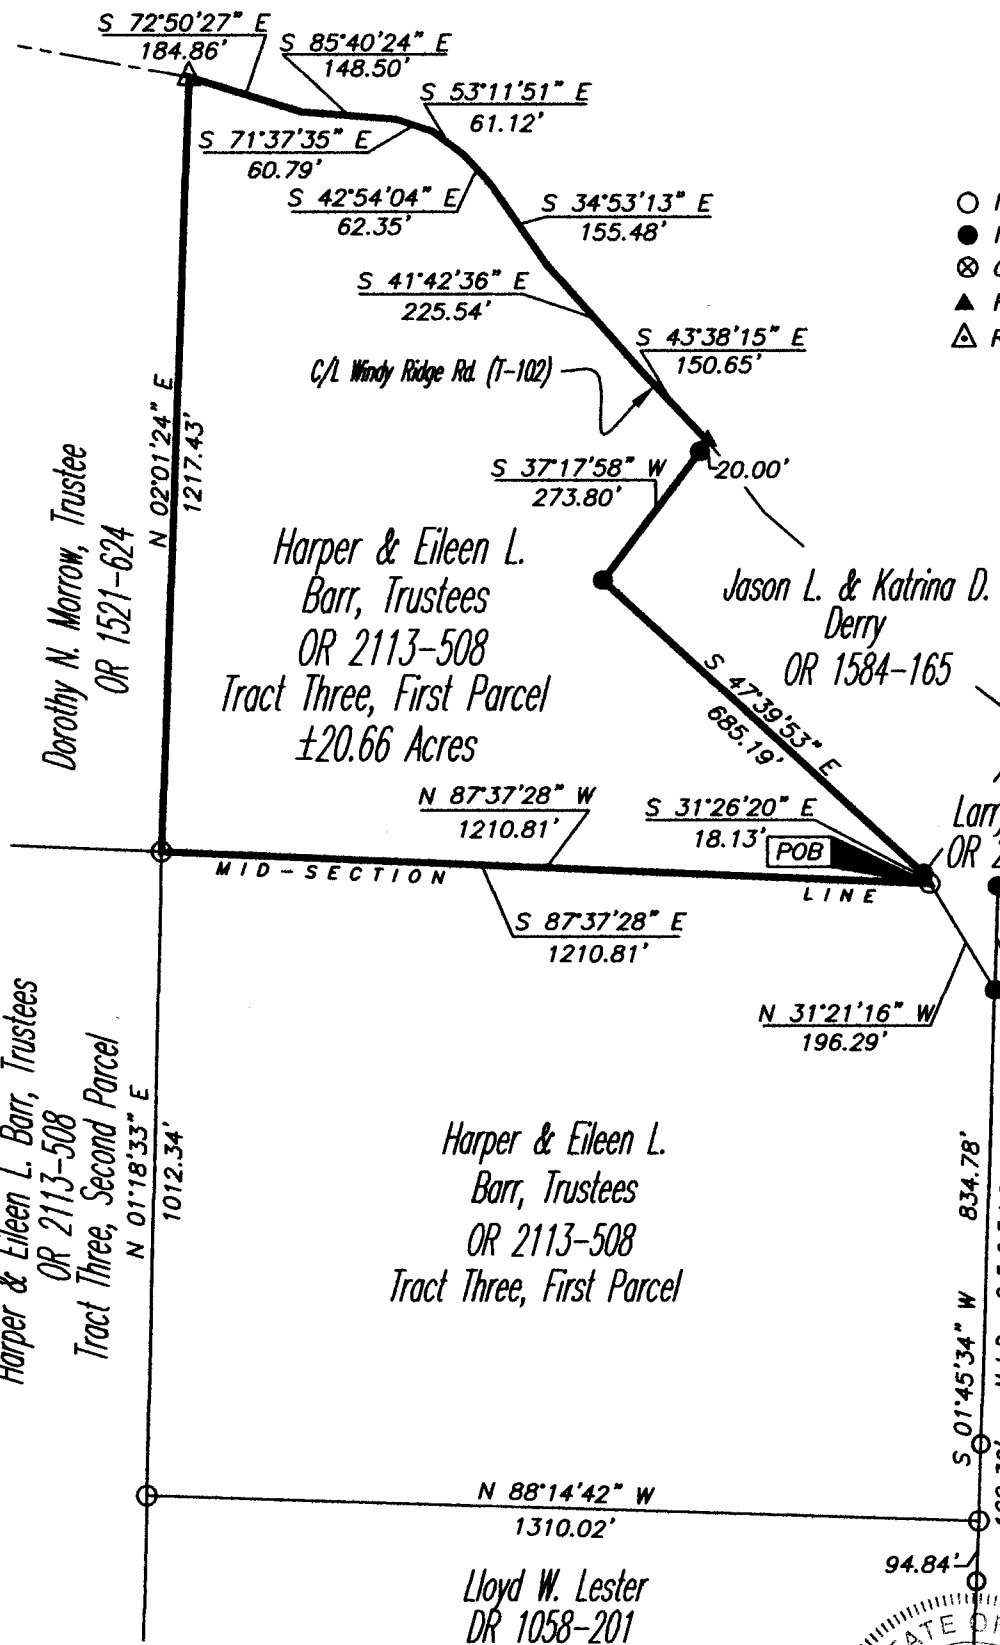 S 72°50'27" E
184.86'
S 85°40'24" E
148.50'
S 53°11'51" E
61.12'
S 71°37'35" E
60.79'
S 42°54'04" E
62.35'
S 34°53'13" E
155.48'
S 41°42'36" E
225.54'
S 43°38'15" E
150.65'
C/L Windy Ridge Rd. (T-102)
S 37°17'58" W
273.80'
20.00'
N 02°01'24" E
1217.43'
Dorothy N. Morrow, Trustee
OR 1521-624
Harper & Eileen L.
Barr, Trustees
OR 2113-508
Tract Three, First Parcel
±20.66 Acres
Jason L. & Katrina D.
Derry
OR 1584-165
S 47°39'53" E
685.19'
N 87°37'28" W
1210.81'
S 31°26'20" E
18.13'
POB
OR
MID-SECTION LINE
S 87°37'28" E
1210.81'
N 31°21'16" W
196.29'
Harper & Eileen L. Barr, Trustees
OR 2113-508
Tract Three, Second Parcel
N 01°18'33" E
1012.34'
Harper & Eileen L.
Barr, Trustees
OR 2113-508
Tract Three, First Parcel
834.78'
S 01°45'34" W
N 88°14'42" W
1310.02'
94.84'
Lloyd W. Lester
DR 1058-201